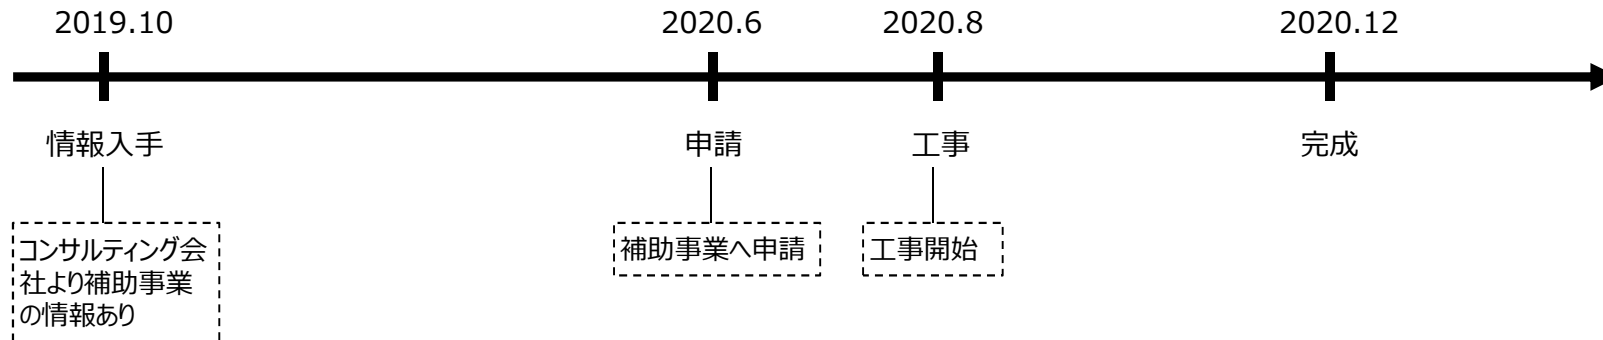 2019.10
2020.6
2020.8
2020.12
情報入手
申請
工事
完成
コンサルティング会
社より補助事業
の情報あり
補助事業へ申請
工事開始